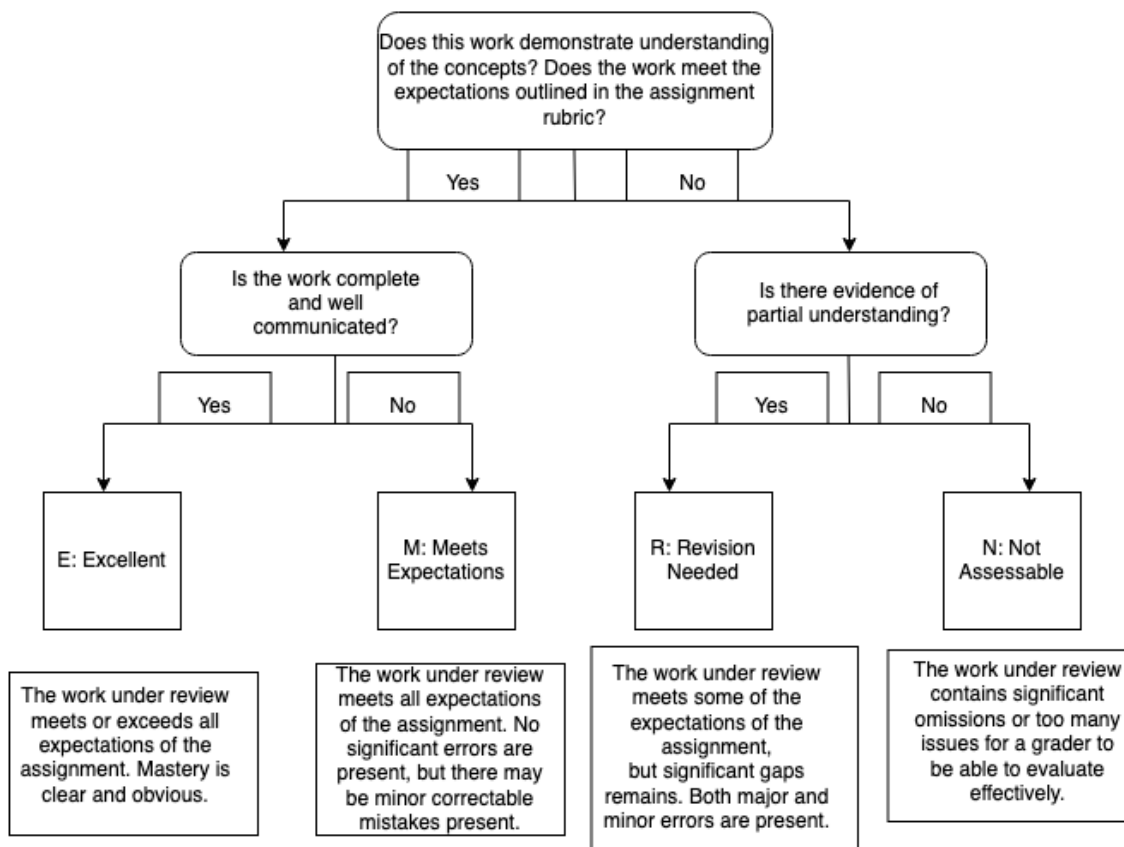 Does this work demonstrate understanding
of the concepts? Does the work meet the
expectations outlined in the assignment
rubric?
Yes
No
Is the work complete
and well
communicated?
Is there evidence of
partial understanding?
Yes
No
Yes
No
E: Excellent
M: Meets
Expectations
R: Revision
Needed
N: Not
Assessable
The work under review
meets or exceeds all
expectations of the
assignment. Mastery is
clear and obvious.
The work under review
meets all expectations
of the assignment. No
significant errors are
present, but there may
be minor correctable
mistakes present.
The work under review
meets some of the
expectations of the
assignment,
but significant gaps
remains. Both major and
minor errors are present.
The work under review
contains significant
omissions or too many
issues for a grader to
be able to evaluate
effectively.